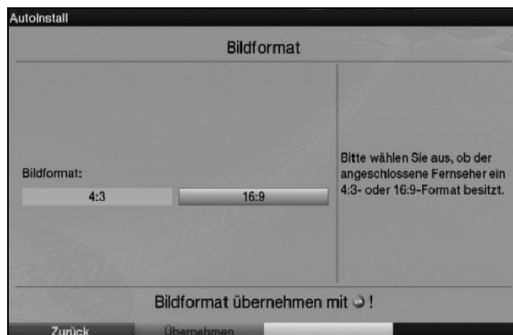 AutoInstall
Bildformat
Bildformat:
4:3
16:9
Bitte wählen Sie aus, ob der
angeschlossene Fernseher ein
4:3- oder 16:9-Format besitzt.
Bildformat übernehmen mit !
Zurück
Übernehmen